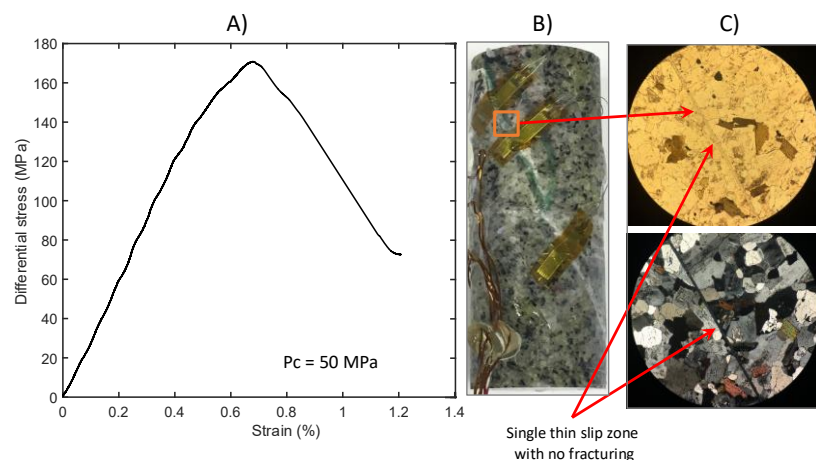 A)
B)
C)
180
160
140
120
100
80
60
40
20
0
Differential stress (MPa)
Pc = 50 MPa
0
0.2
0.4
0.6
0.8
1
1.2
1.4
Strain (%)
Single thin slip zone
with no fracturing